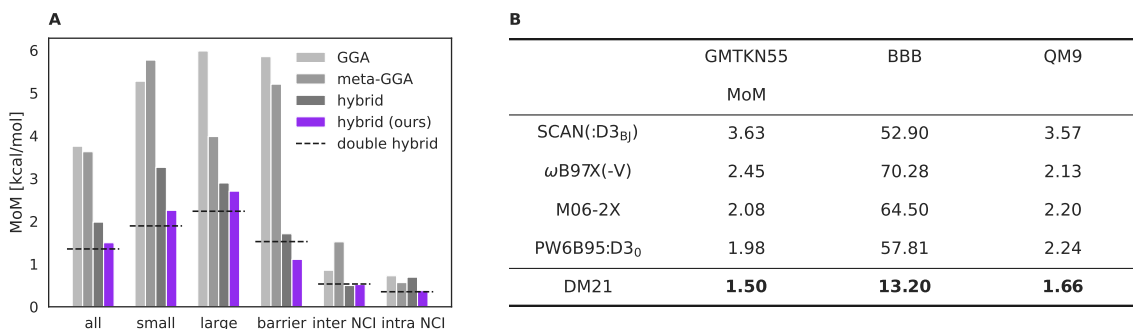 A
MoM [kcal/mol]
6
5
4
3
2
1
0
GGA
meta-GGA
hybrid
hybrid (ours)
double hybrid
all small large barrier inter NCI intra NCI
B
GMTKN55 BBB QM9
MoM
SCAN(:D3BJ) 3.63 52.90 3.57
ωB97X(-V) 2.45 70.28 2.13
M06-2X 2.08 64.50 2.20
PW6B95:D30 1.98 57.81 2.24
DM21 1.50 13.20 1.66